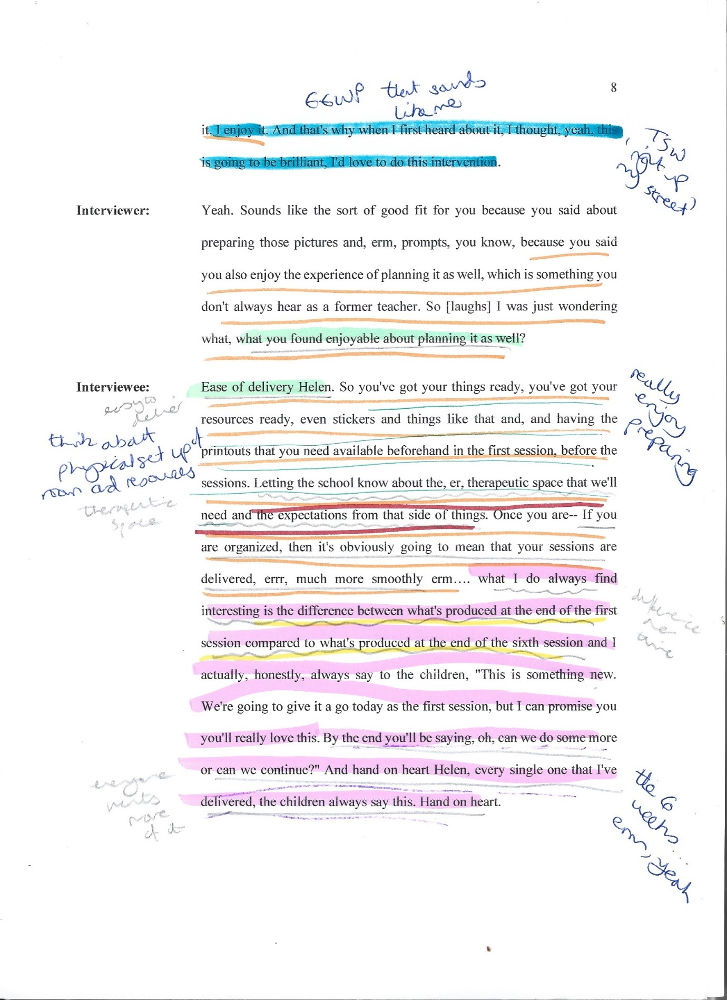 8
GGWP that sounds
like me
it. I enjoy it. And that's why when I first heard about it, I thought, yeah, this
is going to be brilliant, I'd love to do this intervention.
'TSW
right up
my street'
Interviewer: Yeah. Sounds like the sort of good fit for you because you said about
preparing those pictures and, erm, prompts, you know, because you said
you also enjoy the experience of planning it as well, which is something you
don't always hear as a former teacher. So [laughs] I was just wondering
what, what you found enjoyable about planning it as well?
Interviewee: Ease of delivery Helen. So you've got your things ready, you've got your
resources ready, even stickers and things like that and, and having the
printouts that you need available beforehand in the first session, before the
sessions. Letting the school know about the, er, therapeutic space that we'll
need and the expectations from that side of things. Once you are-- If you
are organized, then it's obviously going to mean that your sessions are
delivered, errr, much more smoothly erm…. what I do always find
interesting is the difference between what's produced at the end of the first
session compared to what's produced at the end of the sixth session and I
actually, honestly, always say to the children, "This is something new.
We're going to give it a go today as the first session, but I can promise you
you'll really love this. By the end you'll be saying, oh, can we do some more
or can we continue?" And hand on heart Helen, every single one that I've
delivered, the children always say this. Hand on heart.
easy to
deliver
think about
physical set up of
room and resources
therapeutic
space
really
enjoy
preparing
difference
time
everyone
wants
more
of it
the 6
weeks...
erm, yeah